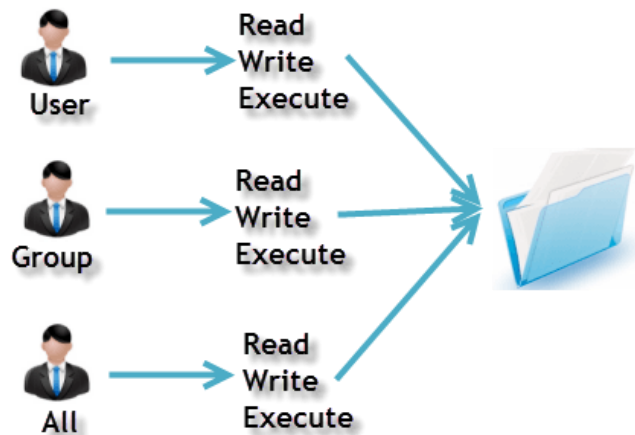 User
Read
Write
Execute
Group
Read
Write
Execute
All
Read
Write
Execute